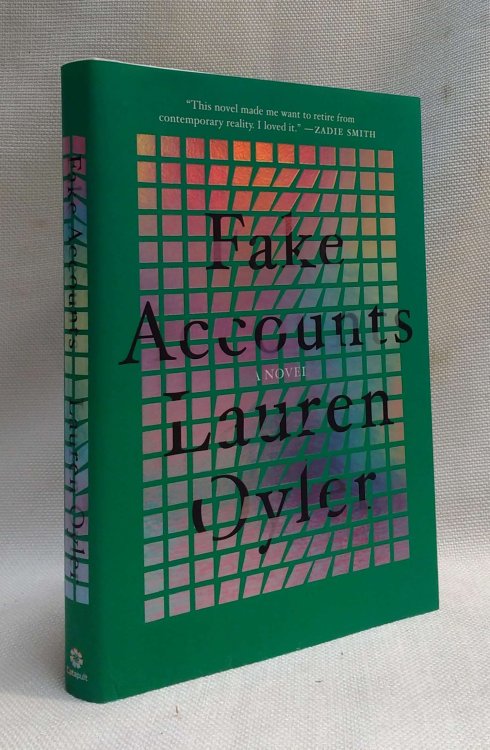 “This novel made me want to retire from
contemporary reality. I loved it.” —ZADIE SMITH
Fake
Accounts
A NOVEL
Lauren
Oyler
Fake Accounts Lauren Oyler
Catapult